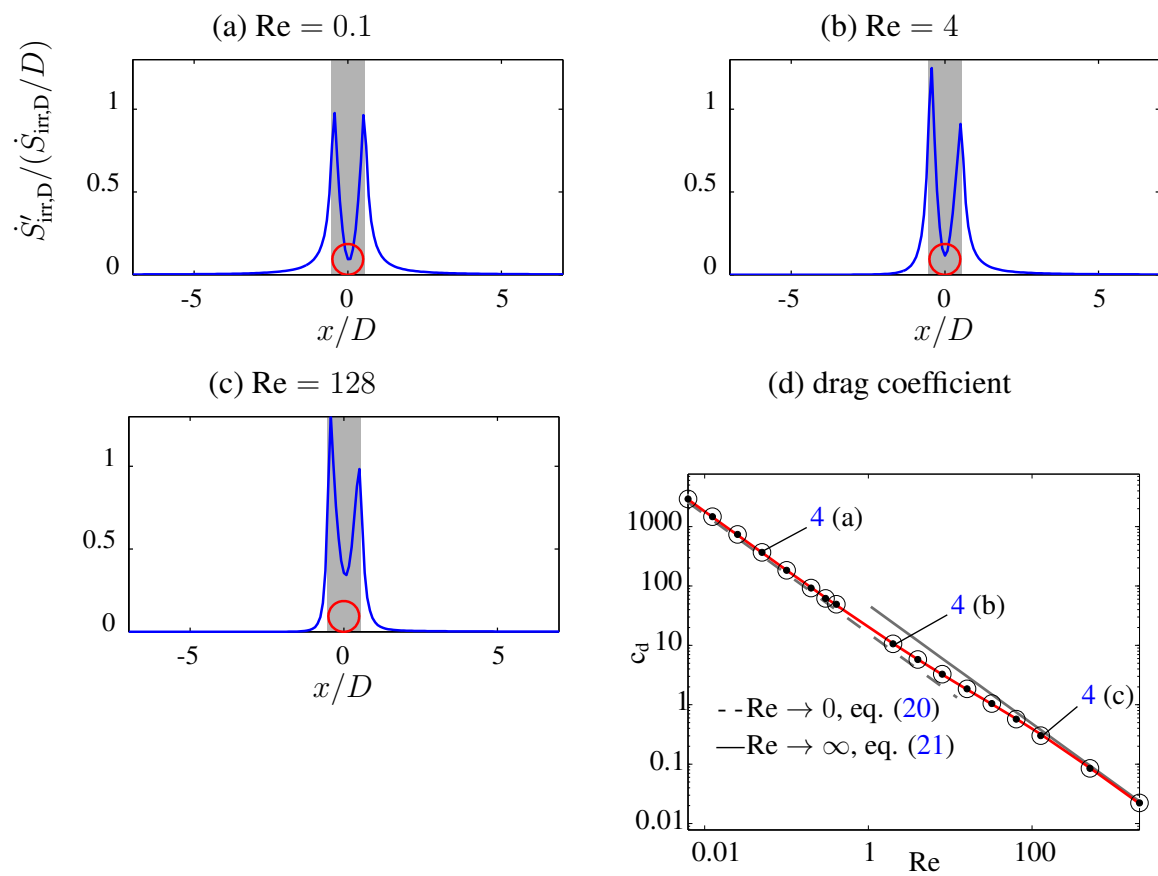 (a) Re = 0.1
(b) Re = 4
Ṡ′irr,D/(Ṡirr,D/D)
1
0.5
0
-5
0
5
x/D
1
0.5
0
-5
0
5
x/D
(c) Re = 128
(d) drag coefficient
1
0.5
0
-5
0
5
x/D
1000
100
10
1
0.1
0.01
c_d
4 (a)
4 (b)
4 (c)
Re → 0, eq. (20)
Re → ∞, eq. (21)
0.01
1
100
Re